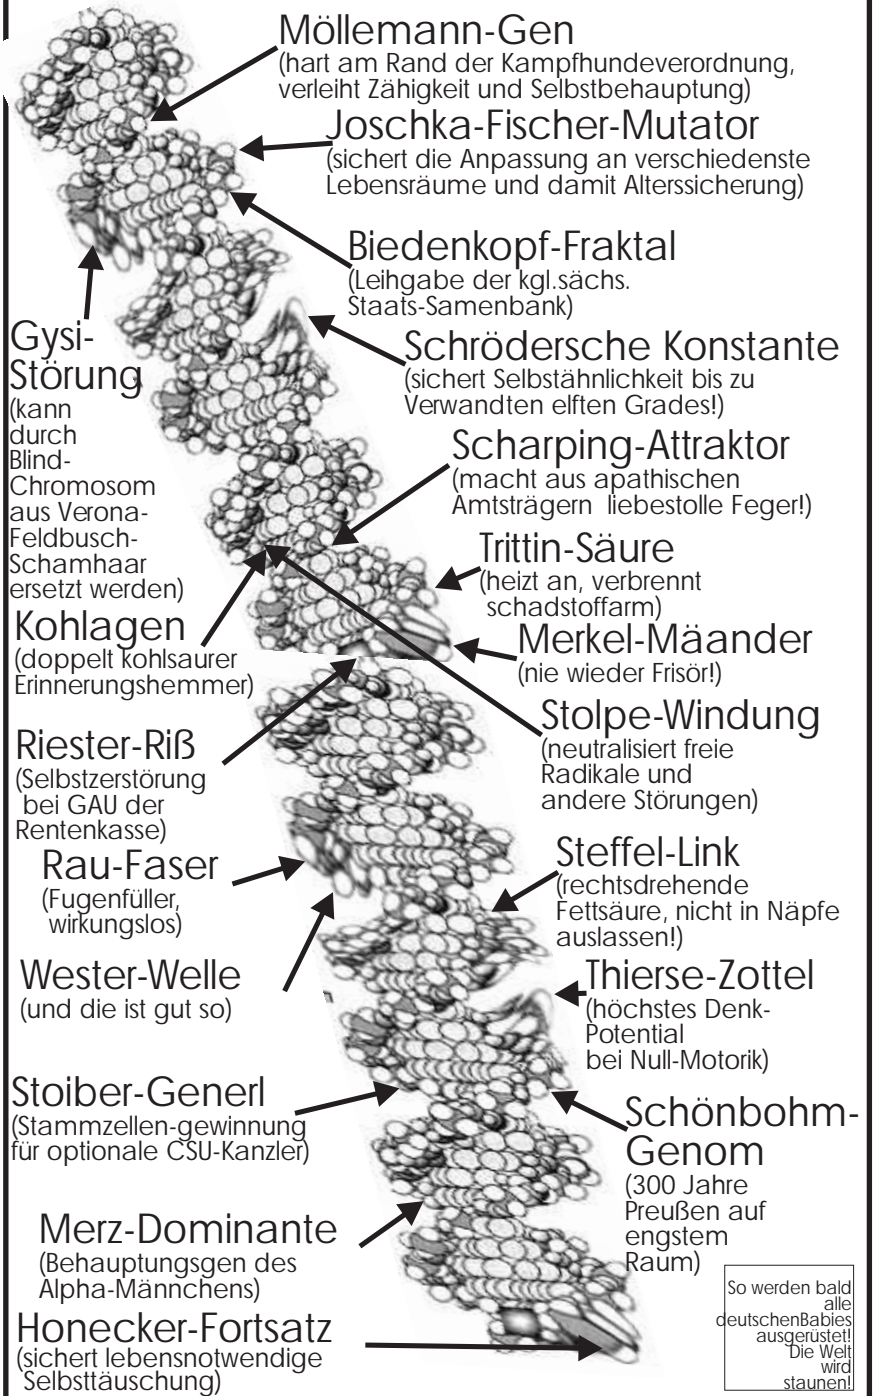 Möllemann-Gen
(hart am Rand der Kampfhundeverordnung,
verleiht Zähigkeit und Selbstbehauptung)
Joschka-Fischer-Mutator
(sichert die Anpassung an verschiedenste
Lebensräume und damit Alterssicherung)
Biedenkopf-Fraktal
(Leihgabe der kgl.sächs.
Staats-Samenbank)
Gysi-
Störung
(kann
durch
Blind-
Chromosom
aus Verona-
Feldbusch-
Schamhaar
ersetzt werden)
Schrödersche Konstante
(sichert Selbstähnlichkeit bis zu
Verwandten elften Grades!)
Scharping-Attraktor
(macht aus apathischen
Amtsträgern liebestolle Feger!)
Trittin-Säure
(heizt an, verbrennt
schadstoffarm)
Kohlagen
(doppelt kohlsaurer
Erinnerungshemmer)
Merkel-Mäander
(nie wieder Frisör!)
Stolpe-Windung
(neutralisiert freie
Radikale und
andere Störungen)
Riester-Riß
(Selbstzerstörung
bei GAU der
Rentenkasse)
Rau-Faser
(Fugenfüller,
wirkungslos)
Steffel-Link
(rechtsdrehende
Fettsäure, nicht in Näpfe
auslassen!)
Wester-Welle
(und die ist gut so)
Thierse-Zottel
(höchstes Denk-
Potential
bei Null-Motorik)
Stoiber-Generl
(Stammzellen-gewinnung
für optionale CSU-Kanzler)
Schönbohm-
Genom
(300 Jahre
Preußen auf
engstem
Raum)
Merz-Dominante
(Behauptungsgen des
Alpha-Männchens)
Honecker-Fortsatz
(sichert lebensnotwendige
Selbsttäuschung)
So werden bald
alle
deutschenBabies
ausgerüstet!
Die Welt
wird
staunen!